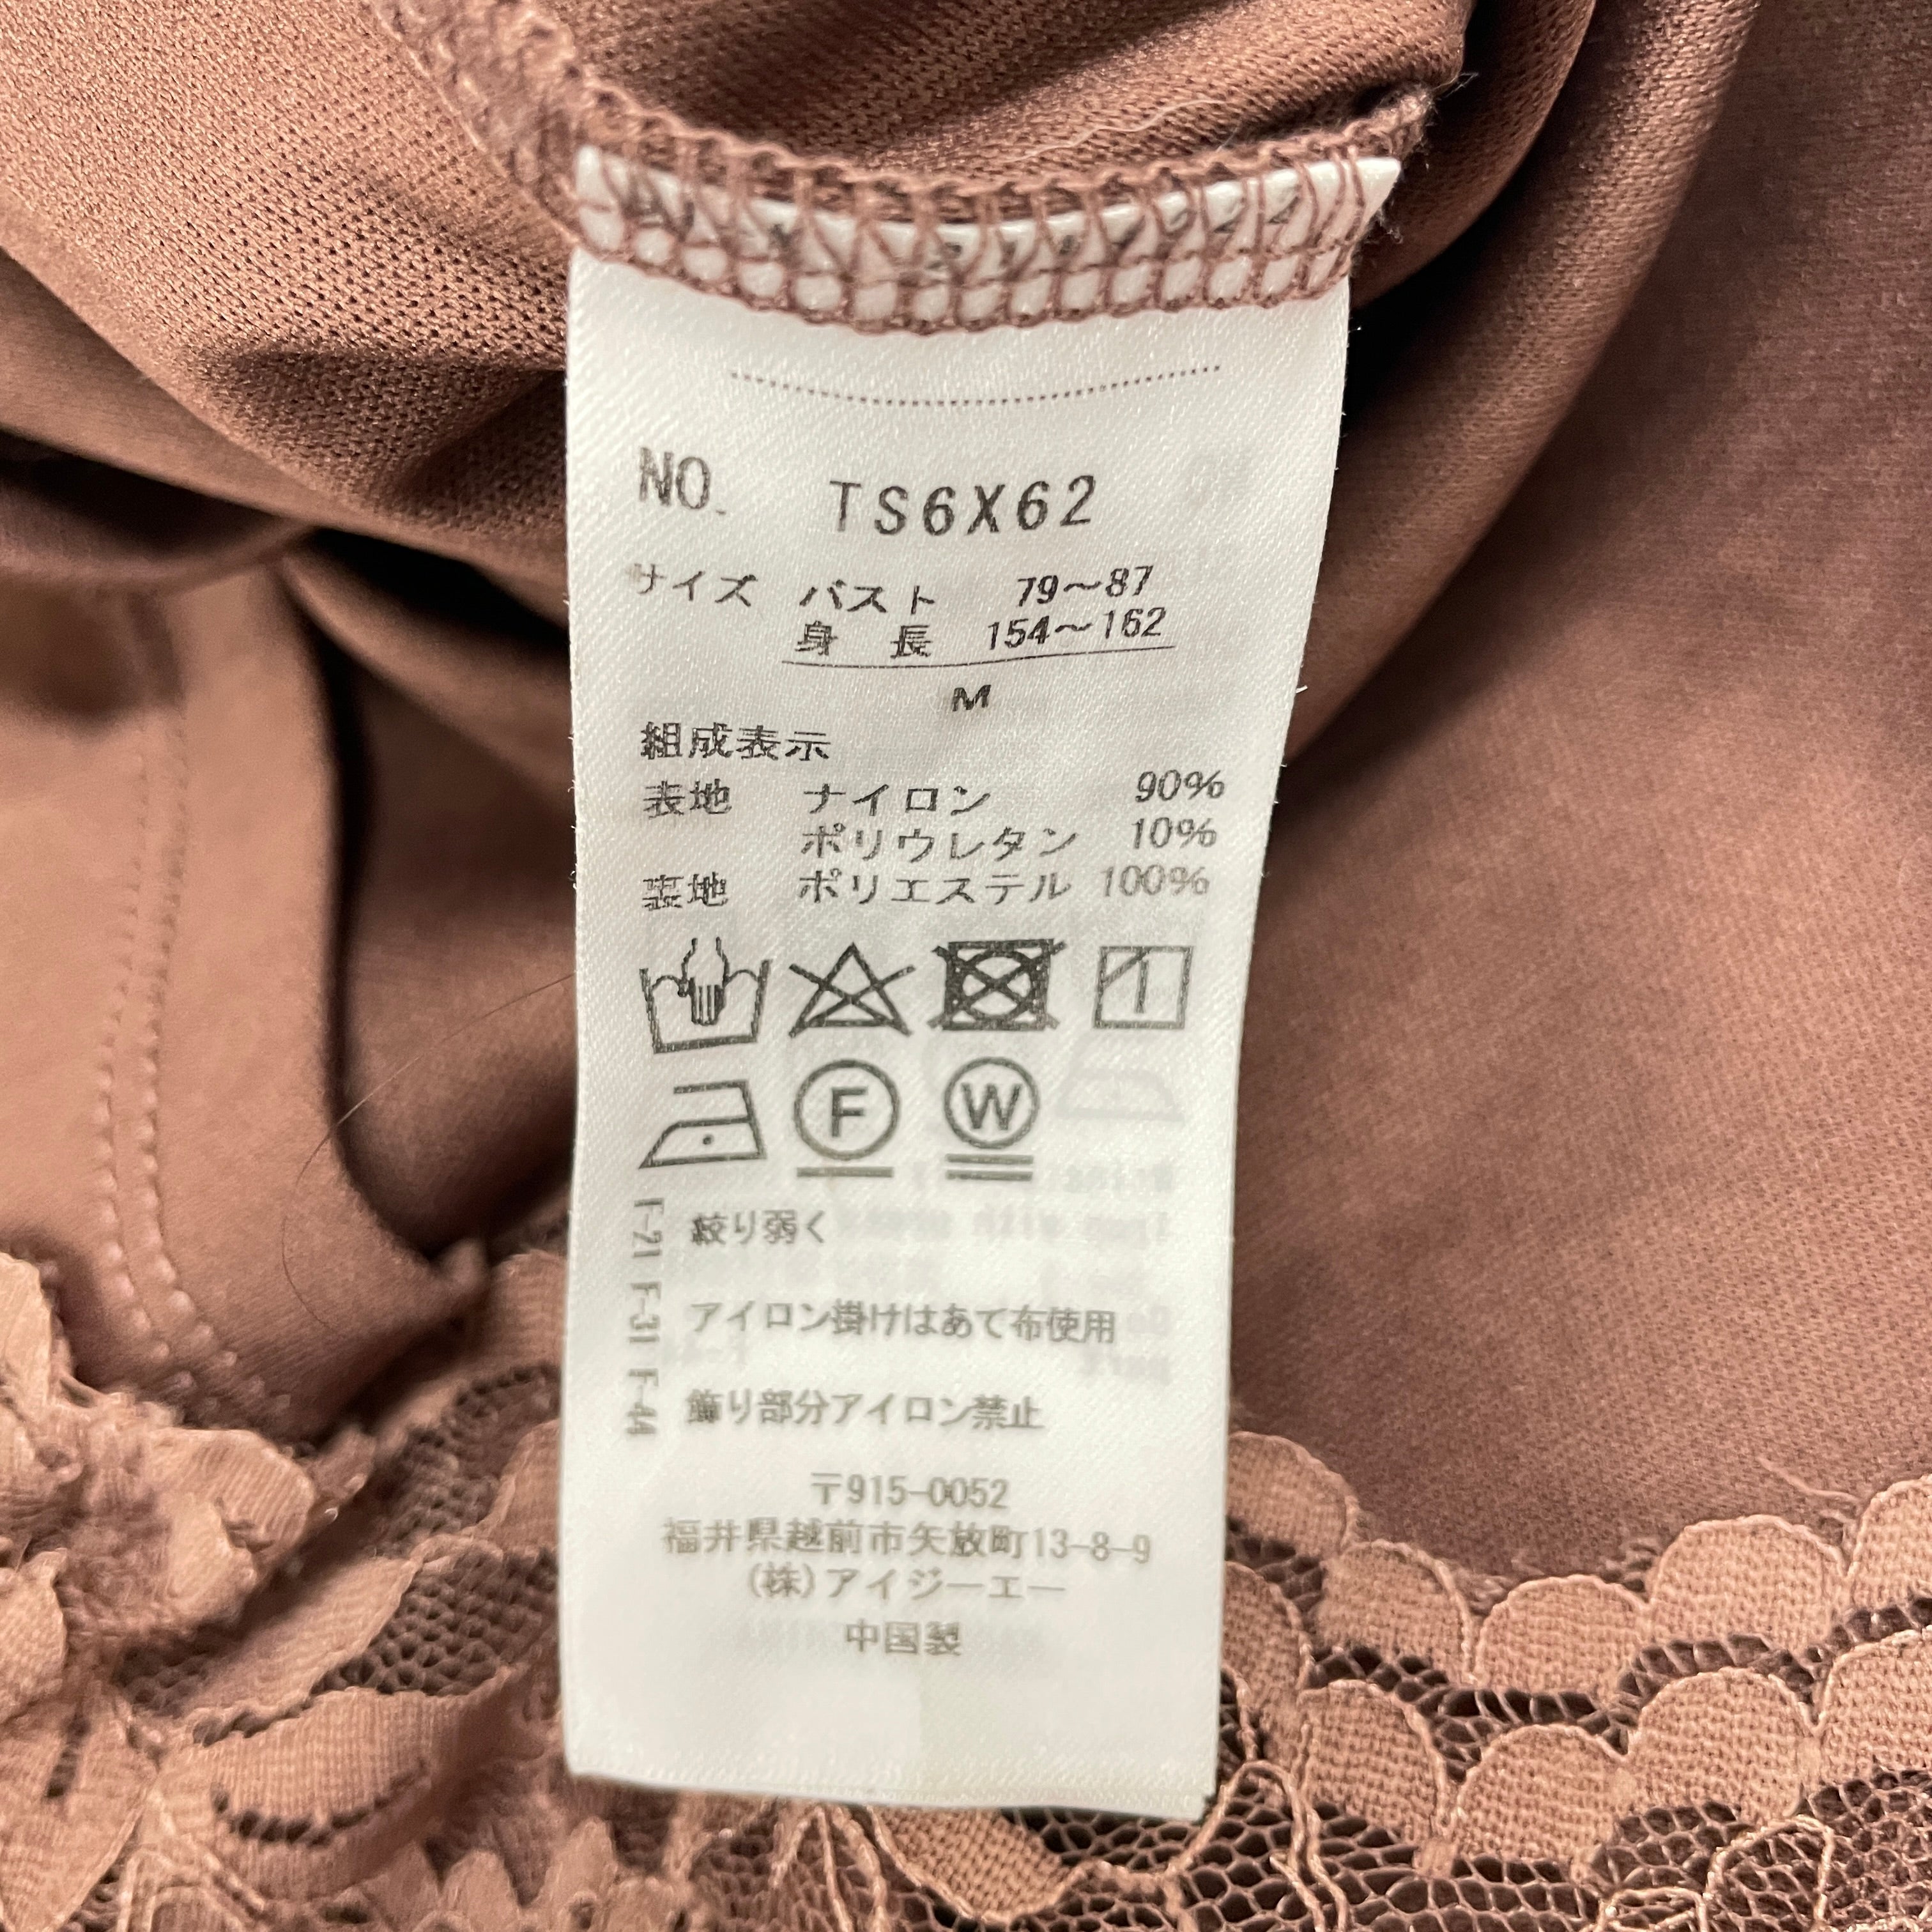 NO. TS6X62
サイズ バスト 79〜87
身 長 154〜162
M
組成表示
表地 ナイロン 90%
ポリウレタン 10%
裏地 ポリエステル 100%
F W
F-21 F-31 F-44
絞り弱く
アイロン掛けはあて布使用
飾り部分アイロン禁止
〒915-0052
福井県越前市矢放町13-8-9
(株)アイジーエー
中国製